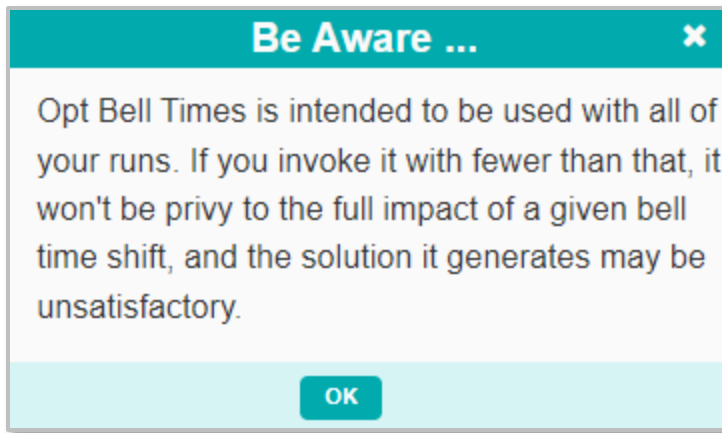 Be Aware ...
Opt Bell Times is intended to be used with all of
your runs. If you invoke it with fewer than that, it
won't be privy to the full impact of a given bell
time shift, and the solution it generates may be
unsatisfactory.
OK